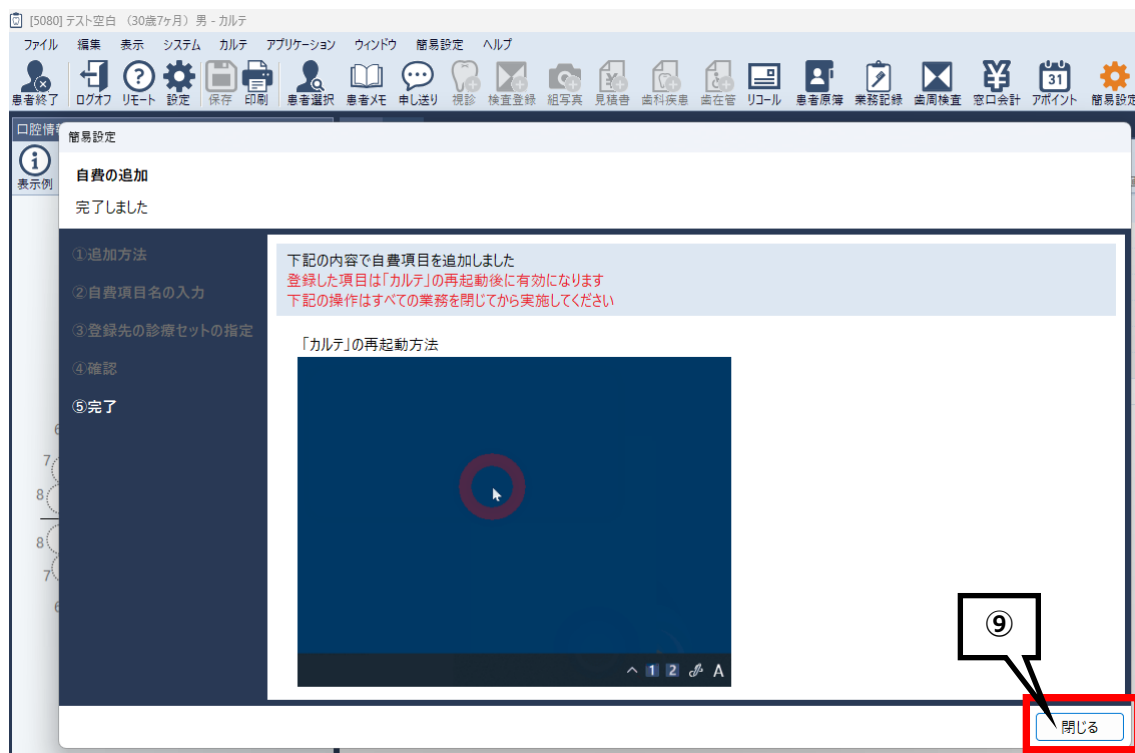 [5080] テスト空白 （30歳7ヶ月）男 - カルテ
ファイル 編集 表示 システム カルテ アプリケーション ウィンドウ 簡易設定 ヘルプ
患者終了 ログオフ リモート 設定 保存 印刷 患者選択 患者メモ 申し送り 視診 検査登録 組写真 見積書 歯科疾患 歯在管 リコール 患者原簿 業務記録 歯周検査 窓口会計 アポイント 簡易設定
口腔情報
表示例
簡易設定
自費の追加
完了しました
①追加方法
②自費項目名の入力
③登録先の診療セットの指定
④確認
⑤完了
下記の内容で自費項目を追加しました
登録した項目は「カルテ」の再起動後に有効になります
下記の操作はすべての業務を閉じてから実施してください
「カルテ」の再起動方法
1 2 A
6
7
8
8
7
6
⑨
閉じる